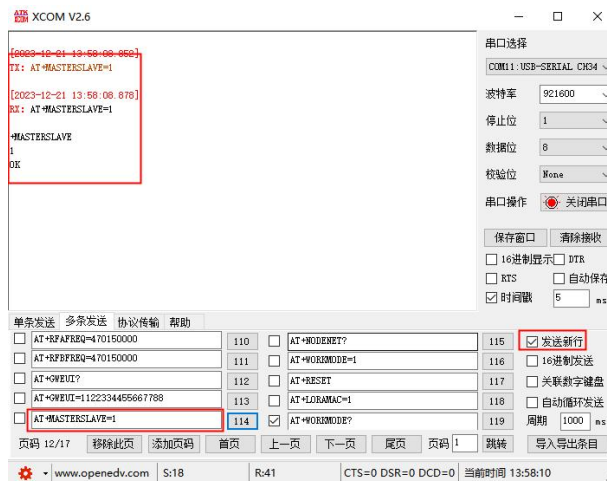 ATK
COM XCOM V2.6
[2023-12-21 13:58:08.852]
TX: AT+MASTERSLAVE=1
[2023-12-21 13:58:08.878]
RX: AT+MASTERSLAVE=1
+MASTERSLAVE
1
OK
串口选择
COM11:USB-SERIAL CH34
波特率 921600
停止位 1
数据位 8
校验位 None
串口操作 关闭串口
保存窗口 清除接收
16进制显示 DTR
RTS 自动保存
时间戳 5 ms
单条发送 多条发送 协议传输 帮助
AT+RFAFREQ=470150000 110 AT+NODENET? 115 发送新行
AT+RFBFREQ=470150000 111 AT+WORKMODE=1 116 16进制发送
AT+GWEUI? 112 AT+RESET 117 关联数字键盘
AT+GWEUI=1122334455667788 113 AT+LORAMAC=1 118 自动循环发送
AT+MASTERSLAVE=1 114 AT+WORKMODE? 119 周期 1000 ms
页码 12/17 移除此页 添加页码 首页 上一页 下一页 尾页 页码 1 跳转 导入导出条目
www.openedv.com S:18 R:41 CTS=0 DSR=0 DCD=0 当前时间 13:58:10